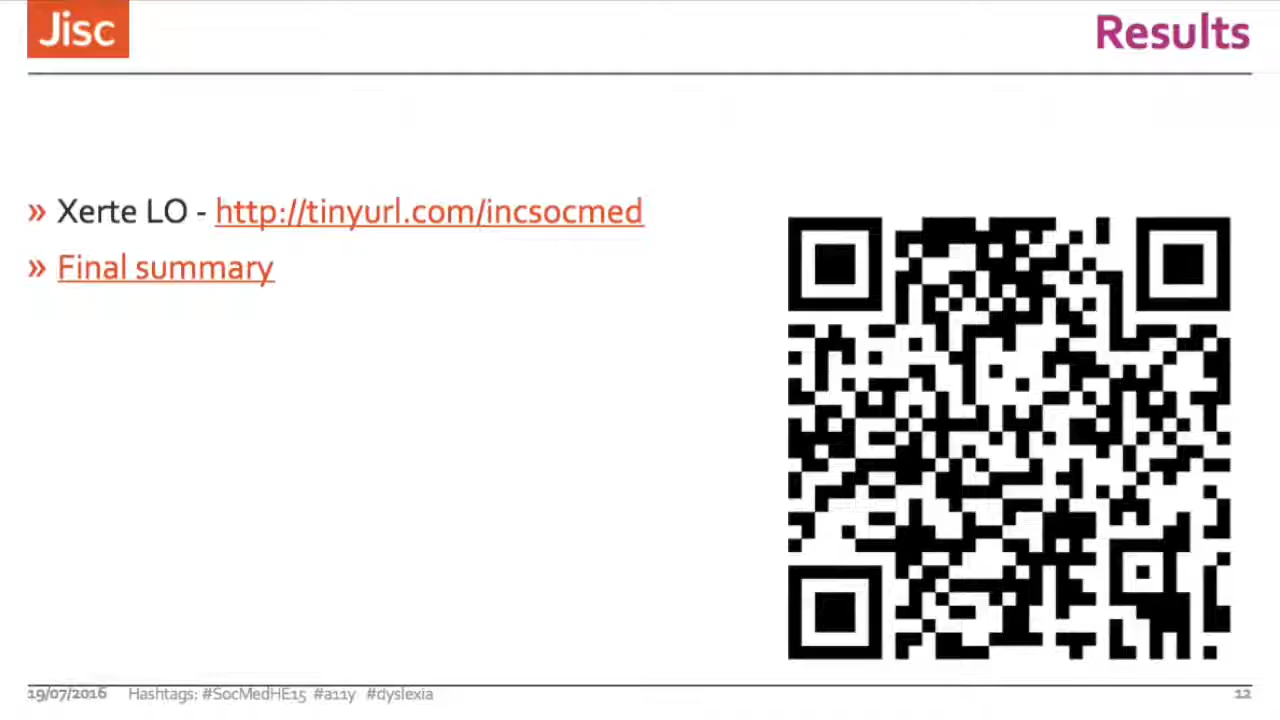 Jisc
Results
» Xerte LO - http://tinyurl.com/incsocmed
» Final summary
19/07/2016 Hashtags: #SocMedHE15 #a11y #dyslexia 12